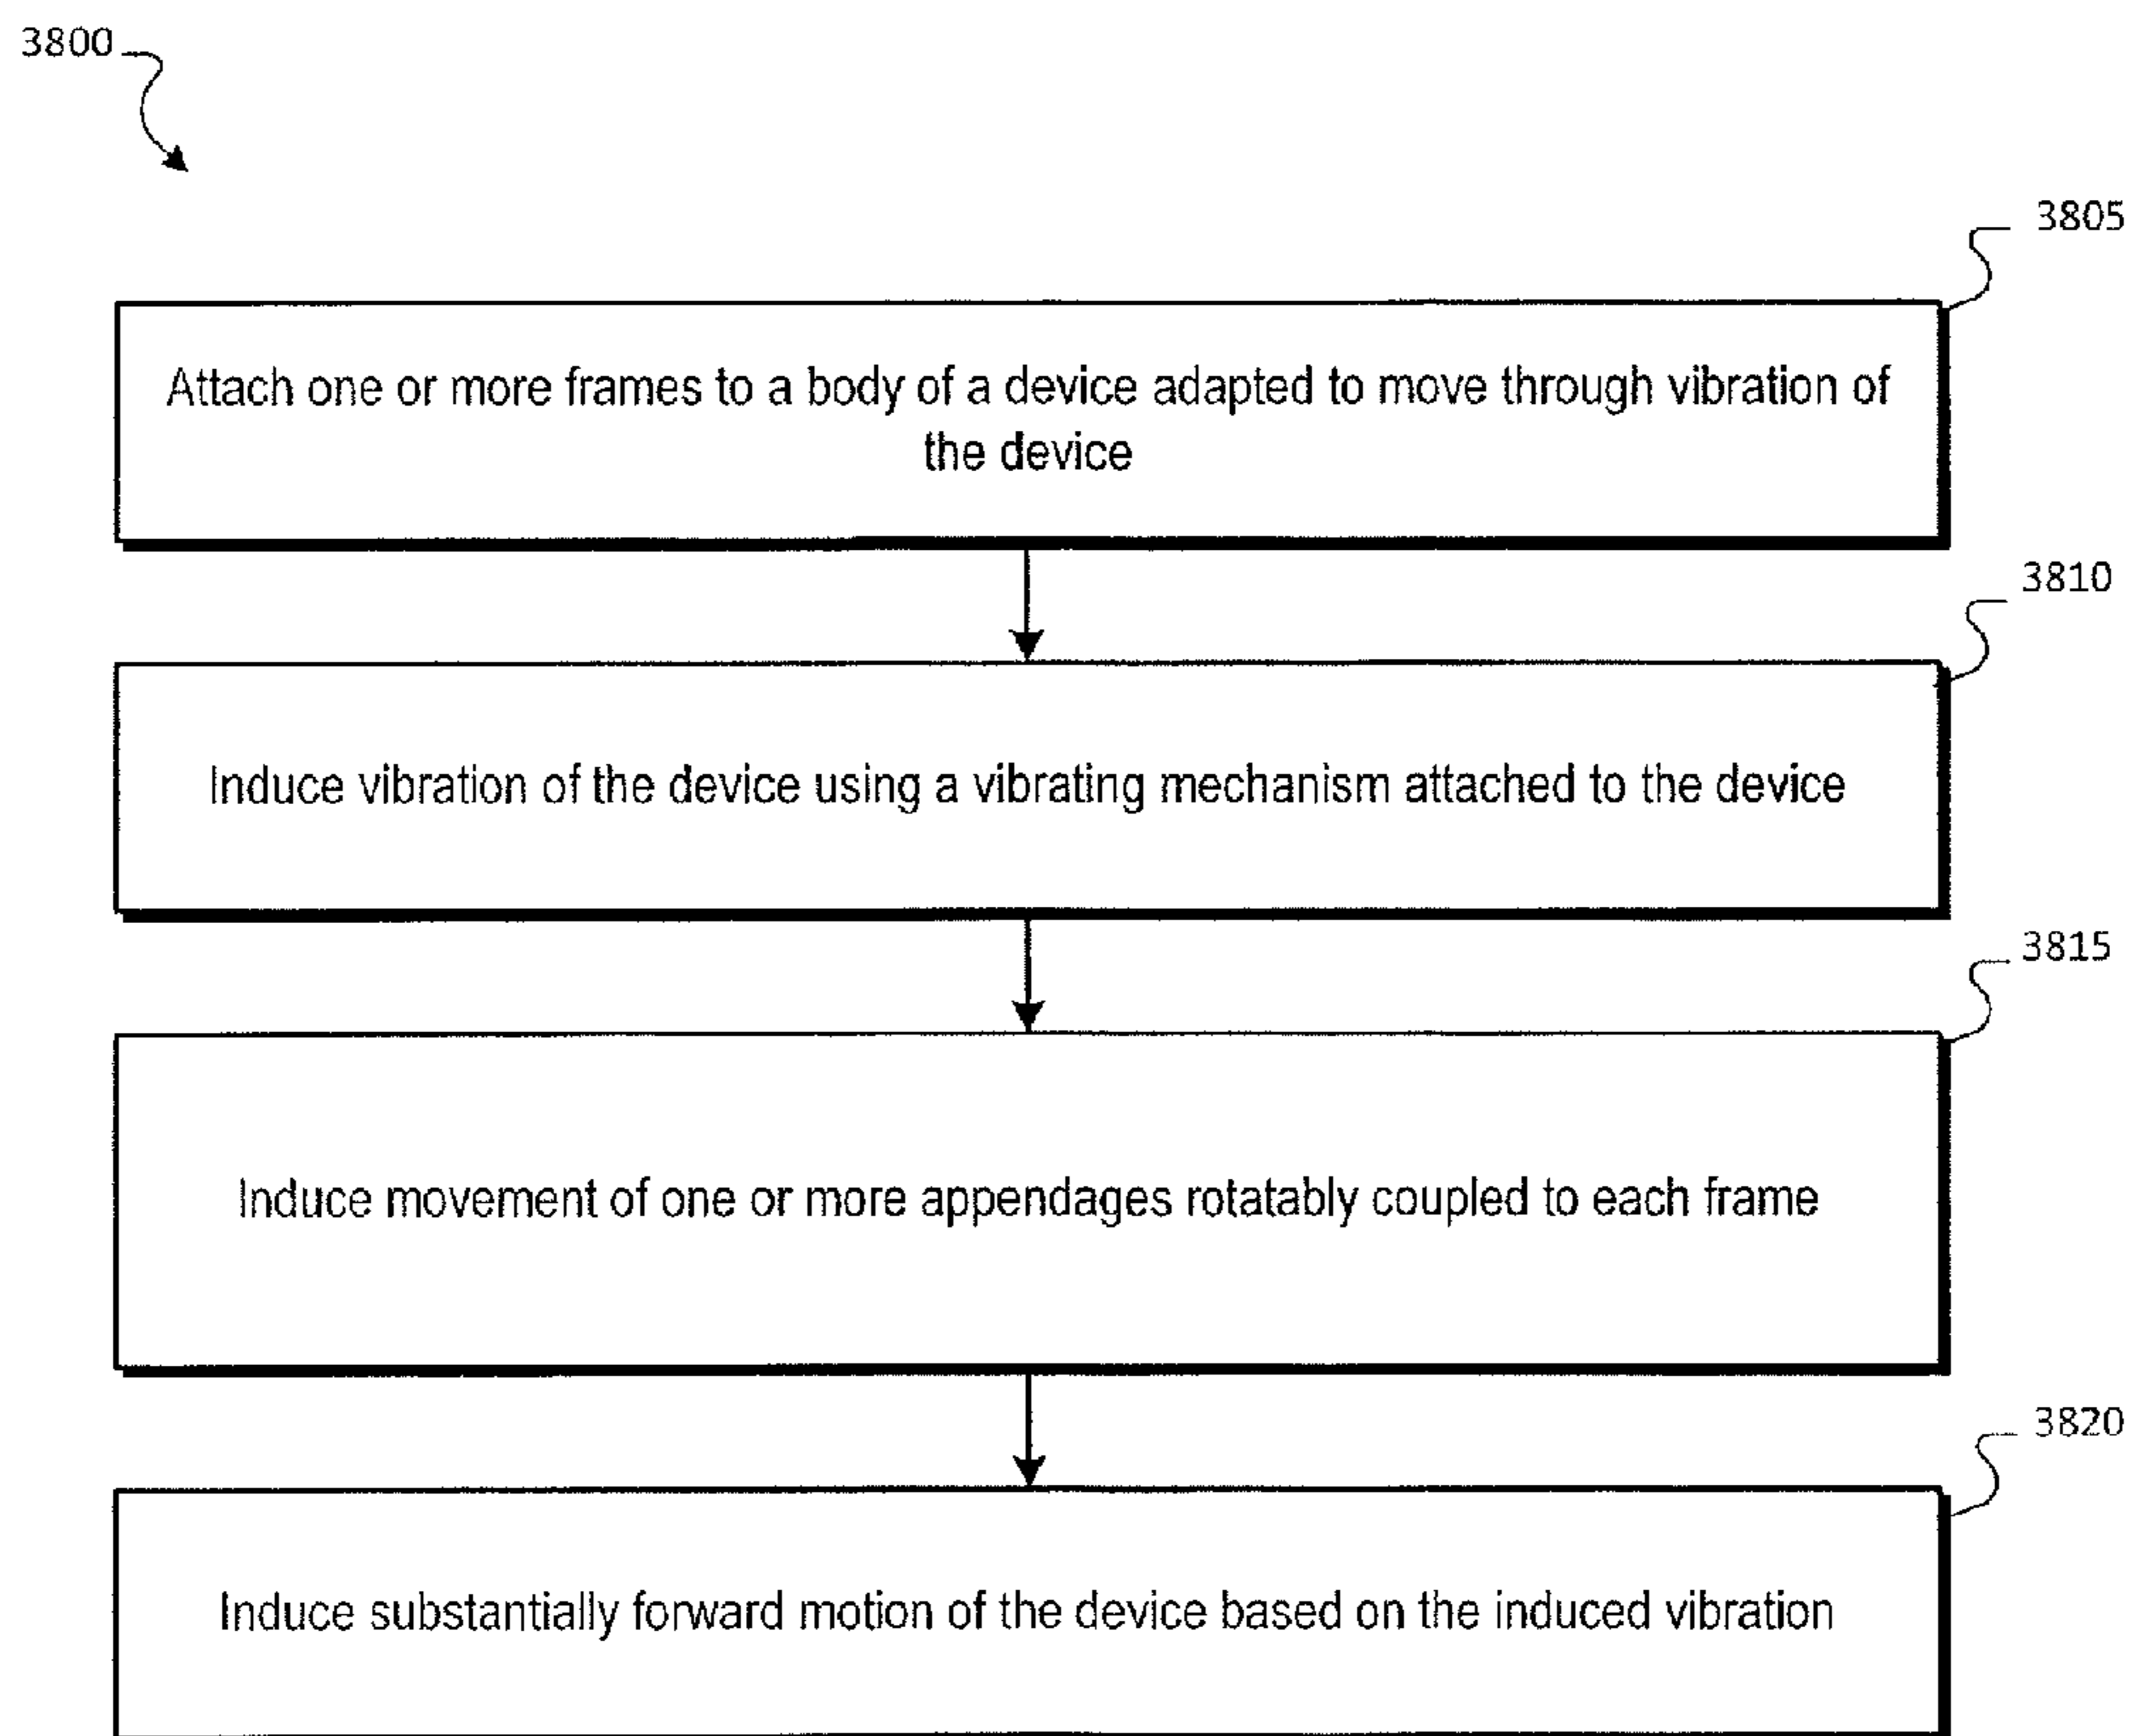 3800
3805
Attach one or more frames to a body of a device adapted to move through vibration of
the device
3810
Induce vibration of the device using a vibrating mechanism attached to the device
3815
Induce movement of one or more appendages rotatably coupled to each frame
3820
Induce substantially forward motion of the device based on the induced vibration